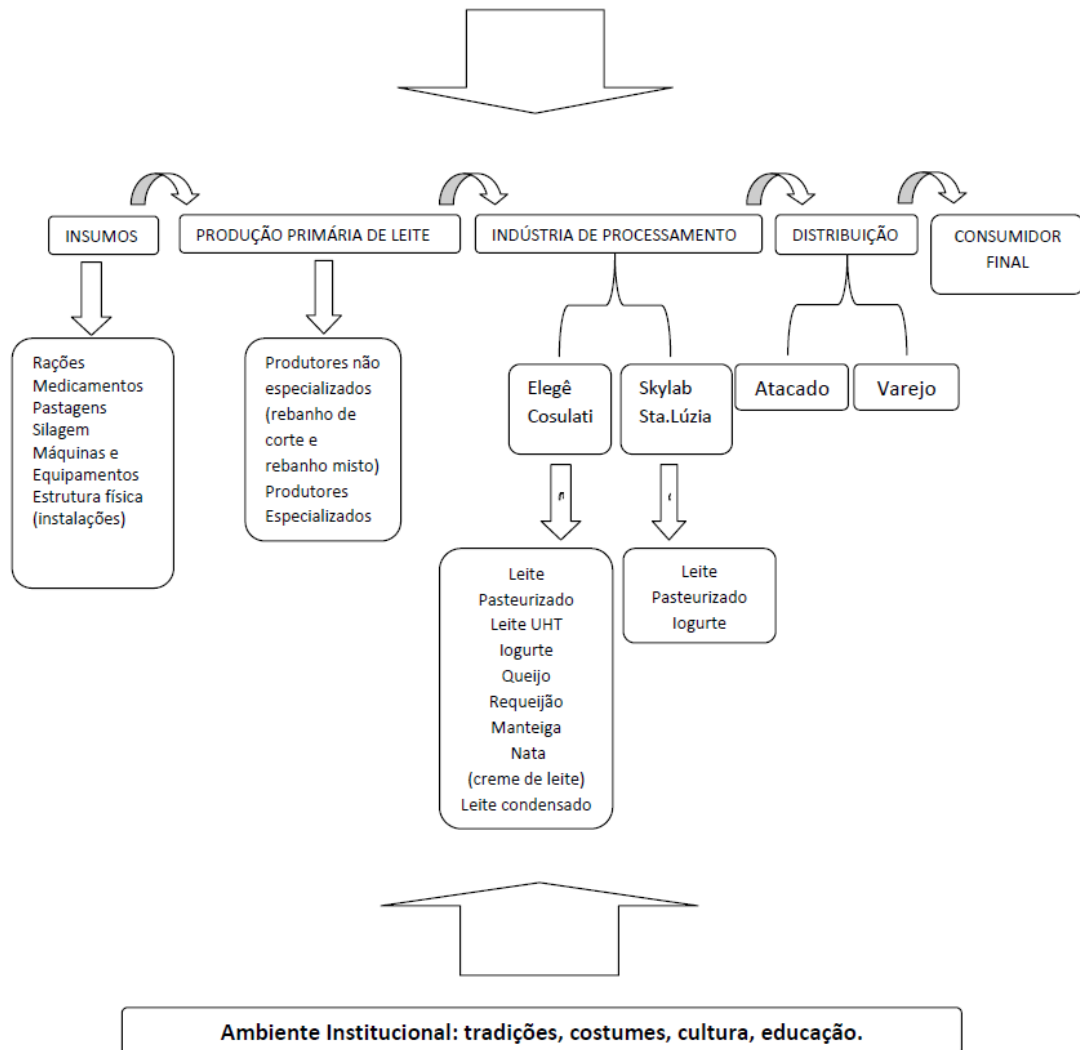 INSUMOS
PRODUÇÃO PRIMÁRIA DE LEITE
INDÚSTRIA DE PROCESSAMENTO
DISTRIBUIÇÃO
CONSUMIDOR
FINAL
Rações
Medicamentos
Pastagens
Silagem
Máquinas e
Equipamentos
Estrutura física
(instalações)
Produtores não
especializados
(rebanho de
corte e
rebanho misto)
Produtores
Especializados
Elegê
Cosulati
Skylab
Sta.Lúzia
Atacado
Varejo
Leite
Pasteurizado
Leite UHT
Iogurte
Queijo
Requeijão
Manteiga
Nata
(creme de leite)
Leite condensado
Leite
Pasteurizado
Iogurte
Ambiente Institucional: tradições, costumes, cultura, educação.